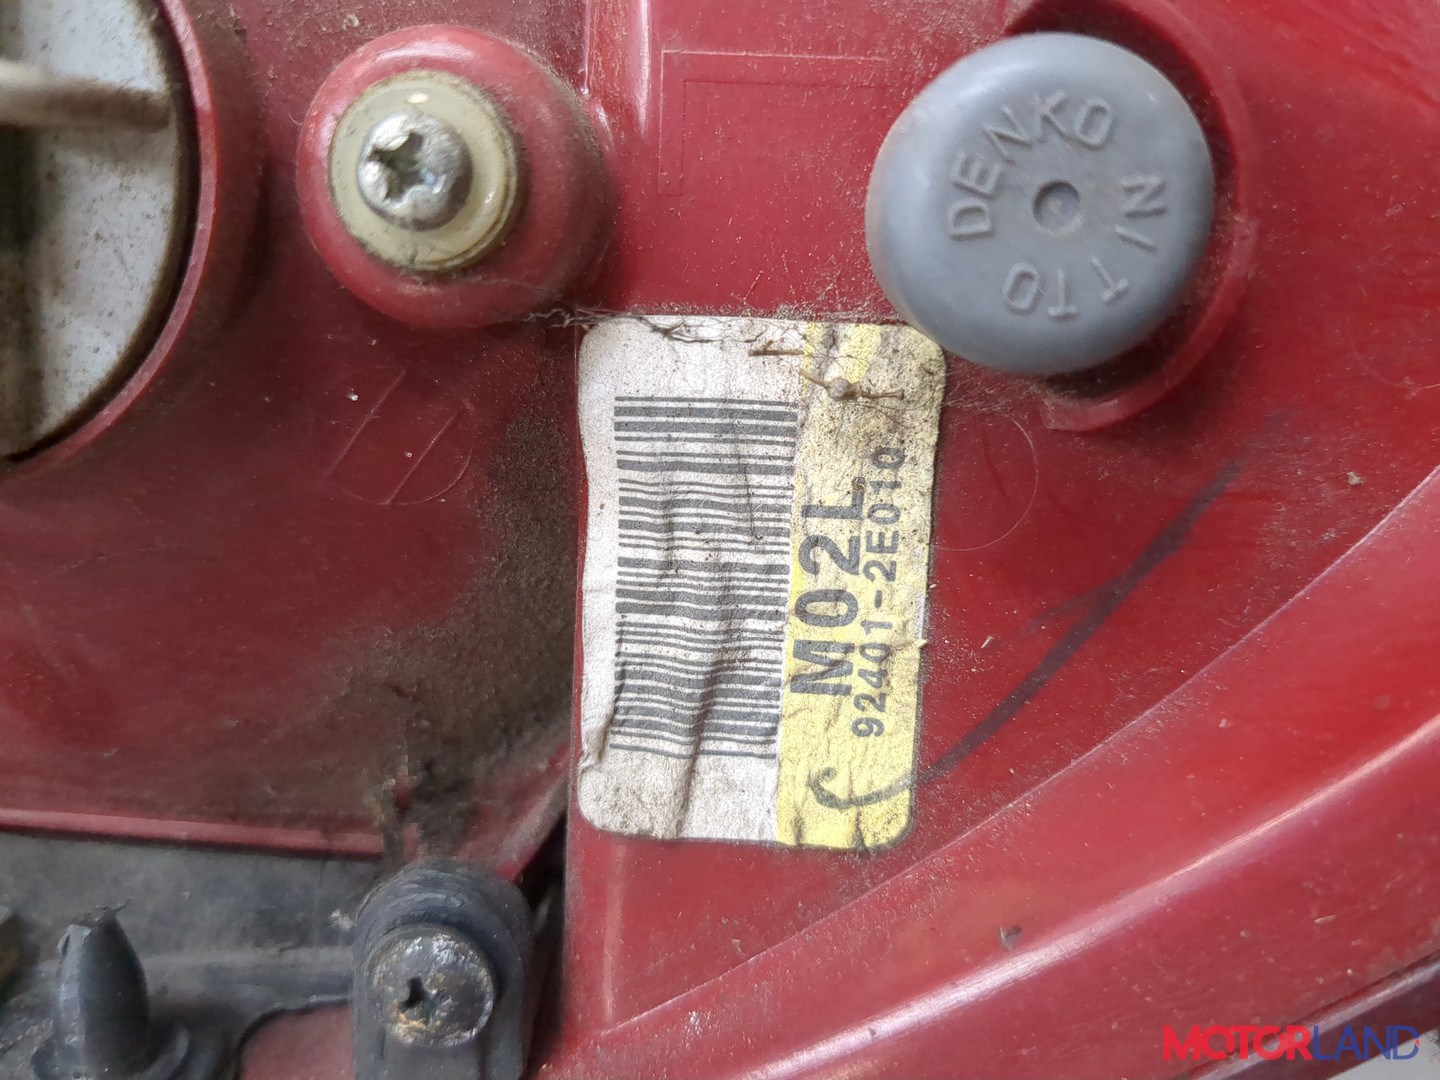 DENKO
NITTO
M02L
92401-2E010
MOTORLAND